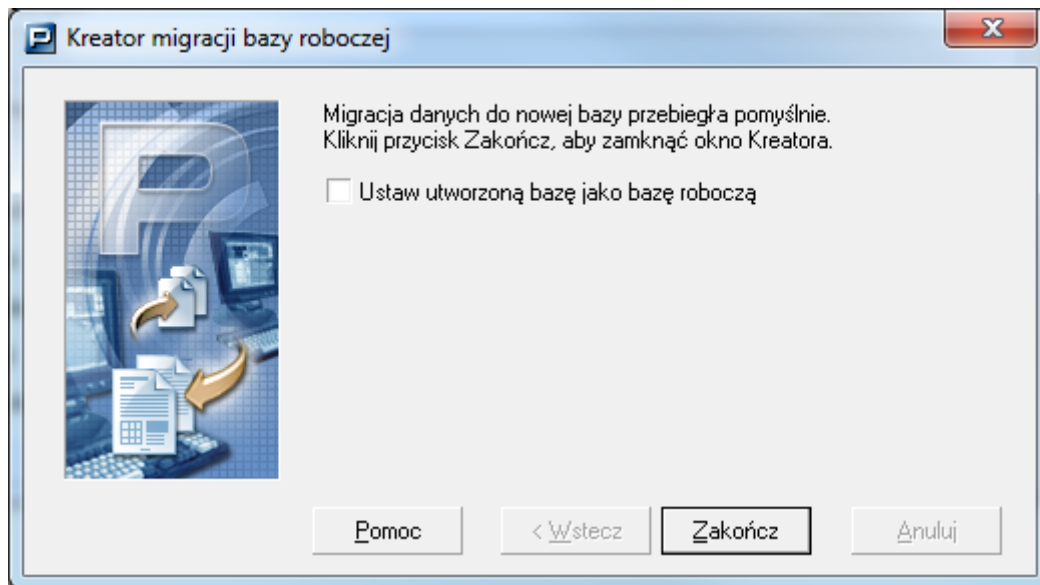 Kreator migracji bazy roboczej
Migracja danych do nowej bazy przebiegła pomyślnie.
Kliknij przycisk Zakończ, aby zamknąć okno Kreatora.
Ustaw utworzoną bazę jako bazę roboczą
Pomoc < Wstecz Zakończ Anuluj